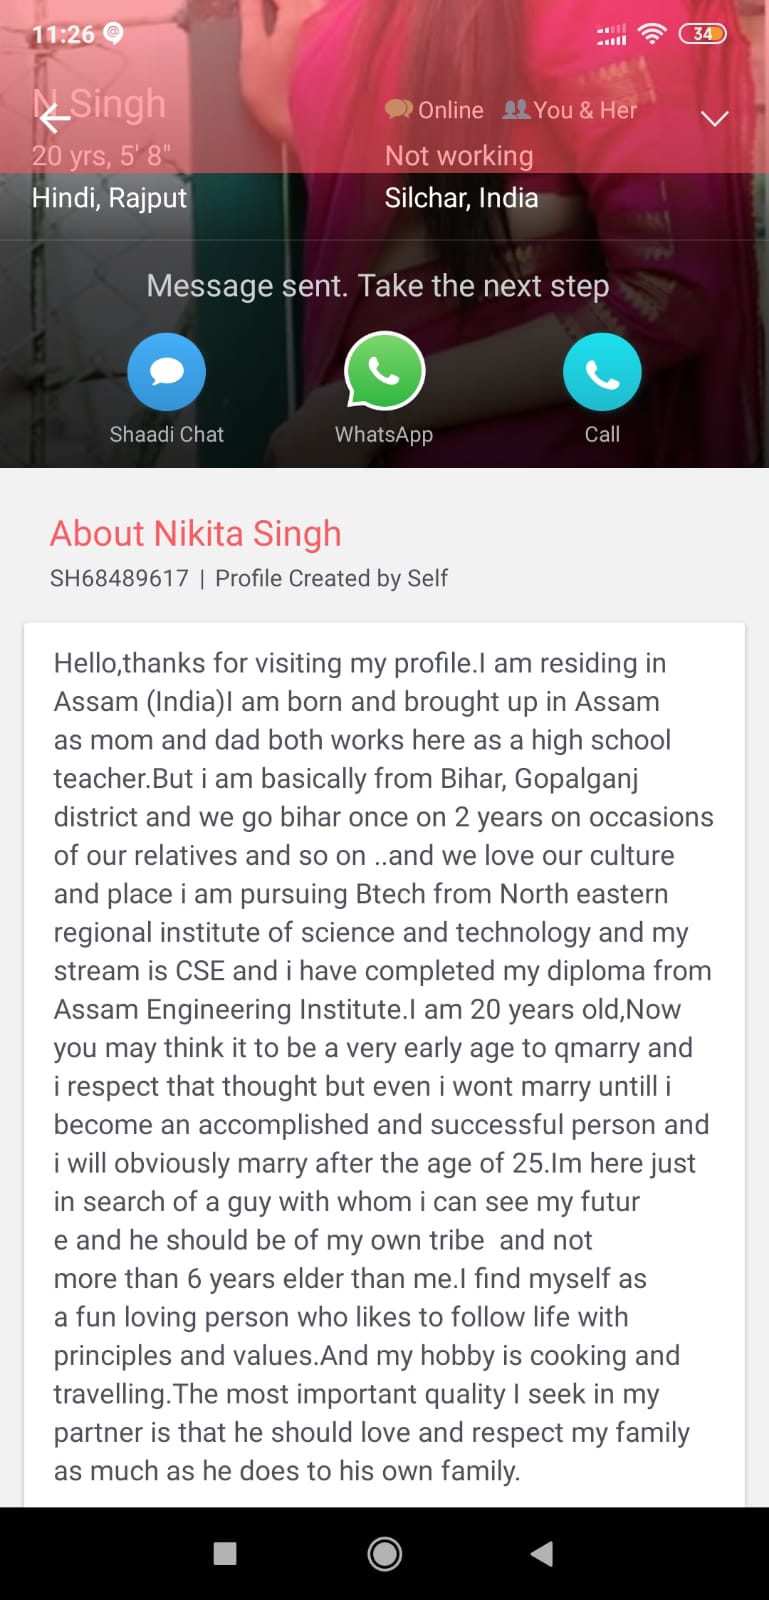 11:26
34
N Singh
Online You & Her
20 yrs, 5' 8"
Not working
Hindi, Rajput
Silchar, India
Message sent. Take the next step
Shaadi Chat
WhatsApp
Call
About Nikita Singh
SH68489617 | Profile Created by Self
Hello,thanks for visiting my profile.I am residing in
Assam (India)I am born and brought up in Assam
as mom and dad both works here as a high school
teacher.But i am basically from Bihar, Gopalganj
district and we go bihar once on 2 years on occasions
of our relatives and so on ..and we love our culture
and place i am pursuing Btech from North eastern
regional institute of science and technology and my
stream is CSE and i have completed my diploma from
Assam Engineering Institute.I am 20 years old,Now
you may think it to be a very early age to qmarry and
i respect that thought but even i wont marry untill i
become an accomplished and successful person and
i will obviously marry after the age of 25.Im here just
in search of a guy with whom i can see my futur
e and he should be of my own tribe  and not
more than 6 years elder than me.I find myself as
a fun loving person who likes to follow life with
principles and values.And my hobby is cooking and
travelling.The most important quality I seek in my
partner is that he should love and respect my family
as much as he does to his own family.